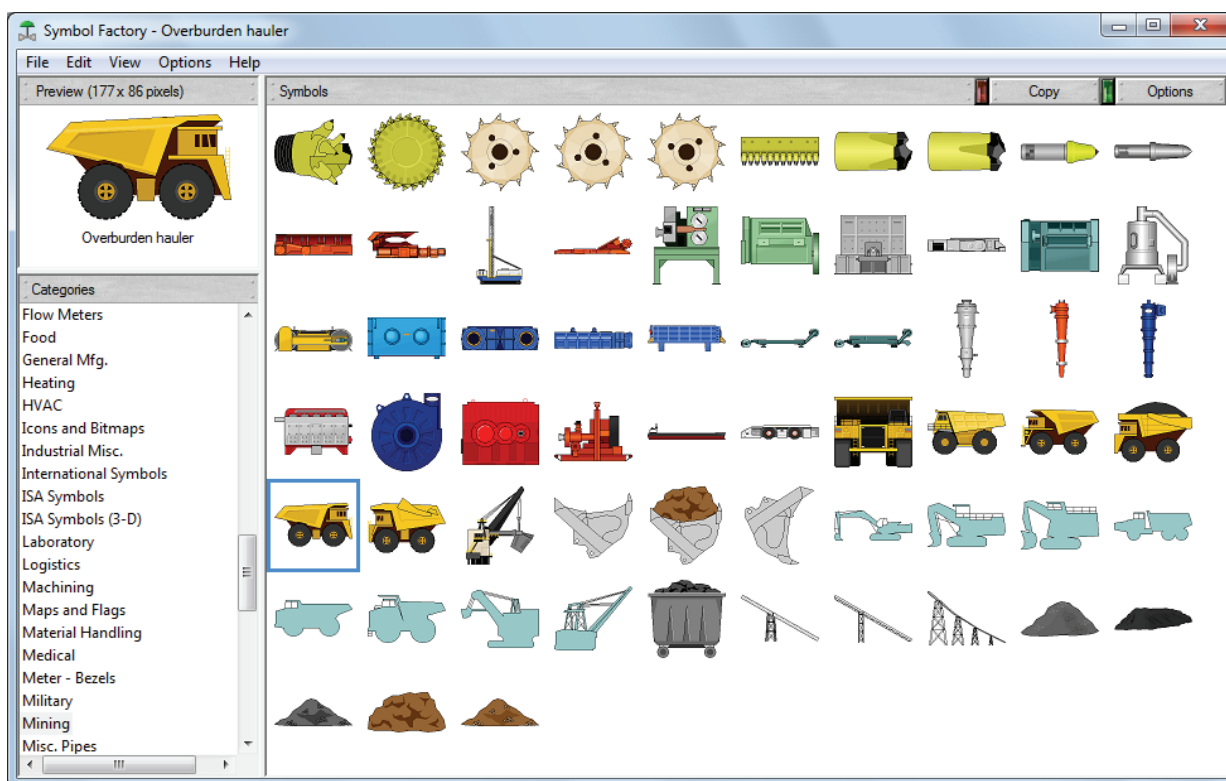 Symbol Factory - Overburden hauler
File Edit View Options Help
Preview (177 x 86 pixels)
Symbols
Copy
Options
Overburden hauler
Categories
Flow Meters
Food
General Mfg.
Heating
HVAC
Icons and Bitmaps
Industrial Misc.
International Symbols
ISA Symbols
ISA Symbols (3-D)
Laboratory
Logistics
Machining
Maps and Flags
Material Handling
Medical
Meter - Bezels
Military
Mining
Misc. Pipes